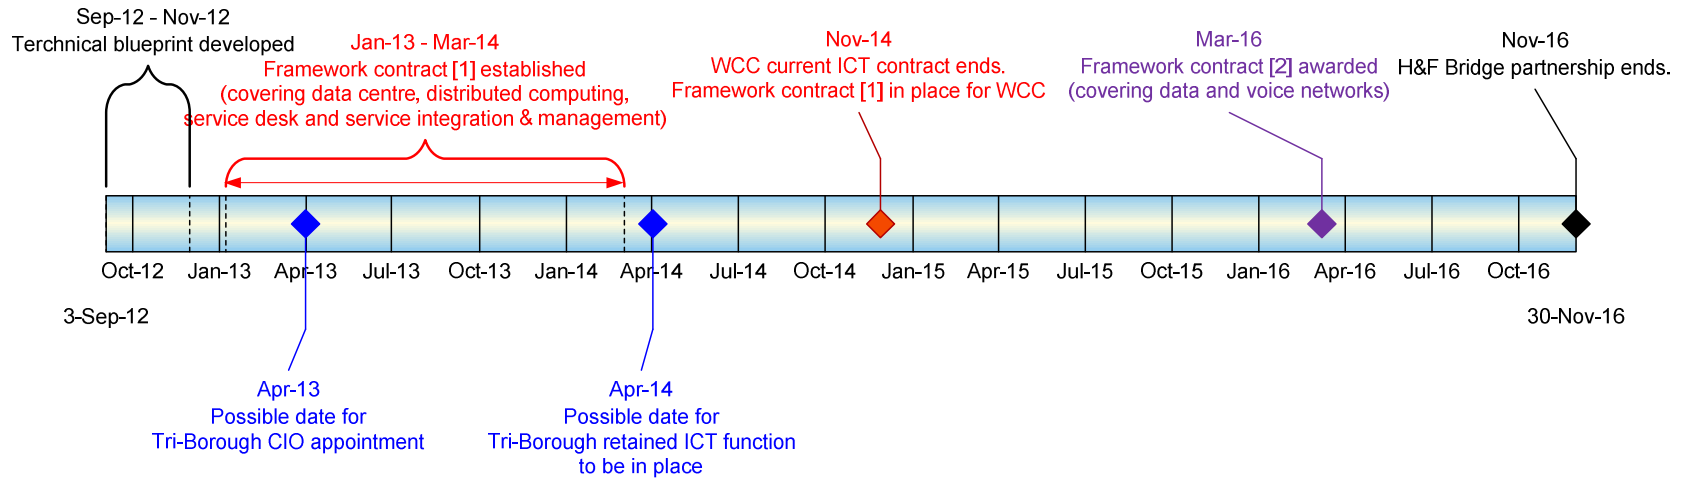 Sep-12 - Nov-12
Terchnical blueprint developed
Jan-13 - Mar-14
Framework contract [1] established
(covering data centre, distributed computing,
service desk and service integration & management)
Nov-14
WCC current ICT contract ends.
Framework contract [1] in place for WCC
Mar-16
Framework contract [2] awarded
(covering data and voice networks)
Nov-16
H&F Bridge partnership ends.
Oct-12 Jan-13 Apr-13 Jul-13 Oct-13 Jan-14 Apr-14 Jul-14 Oct-14 Jan-15 Apr-15 Jul-15 Oct-15 Jan-16 Apr-16 Jul-16 Oct-16
3-Sep-12 30-Nov-16
Apr-13
Possible date for
Tri-Borough CIO appointment
Apr-14
Possible date for
Tri-Borough retained ICT function
to be in place